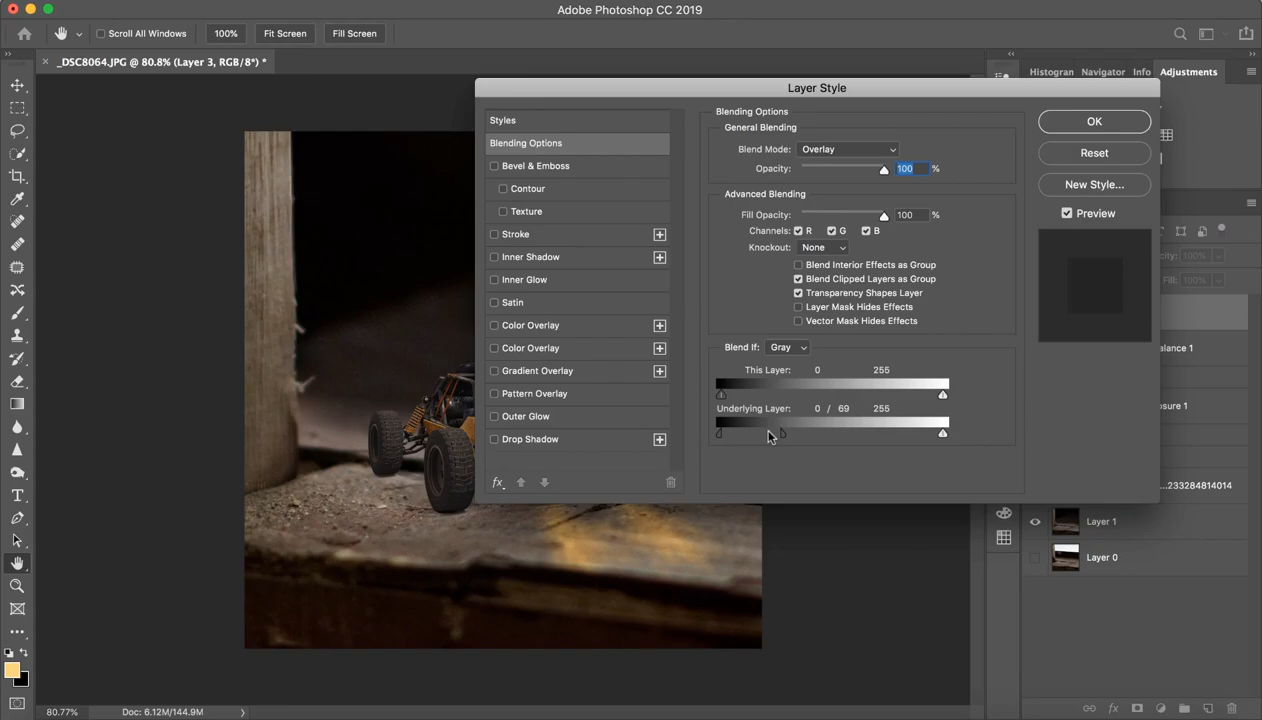 Adobe Photoshop CC 2019
Scroll All Windows
100%
Fit Screen
Fill Screen
_DSC8064.JPG @ 80.8% (Layer 3, RGB/8*) *
Histogran
Navigator
Info
Adjustments
Layer Style
Styles
Blending Options
Bevel & Emboss
Contour
Texture
Stroke
Inner Shadow
Inner Glow
Satin
Color Overlay
Color Overlay
Gradient Overlay
Pattern Overlay
Outer Glow
Drop Shadow
fx
Blending Options
General Blending
Blend Mode: Overlay
Opacity: 100 %
Advanced Blending
Fill Opacity: 100 %
Channels: R G B
Knockout: None
Blend Interior Effects as Group
Blend Clipped Layers as Group
Transparency Shapes Layer
Layer Mask Hides Effects
Vector Mask Hides Effects
Blend If: Gray
This Layer: 0 255
Underlying Layer: 0 / 69 255
OK
Reset
New Style...
Preview
city: 100%
Fill: 100%
alance 1
osure 1
...233284814014
Layer 1
Layer 0
fx
80.77%
Doc: 6.12M/144.9M